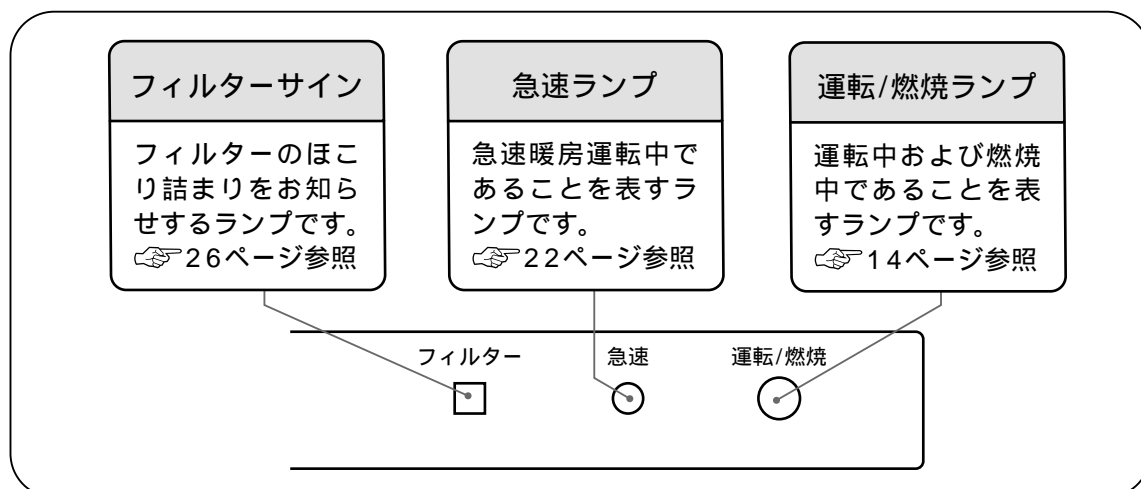 フィルターサイン
フィルターのほこ
り詰まりをお知ら
せするランプです。
☞26ページ参照
急速ランプ
急速暖房運転中で
あることを表すラ
ンプです。
☞22ページ参照
運転/燃焼ランプ
運転中および燃焼
中であることを表
すランプです。
☞14ページ参照
フィルター
急速
運転/燃焼